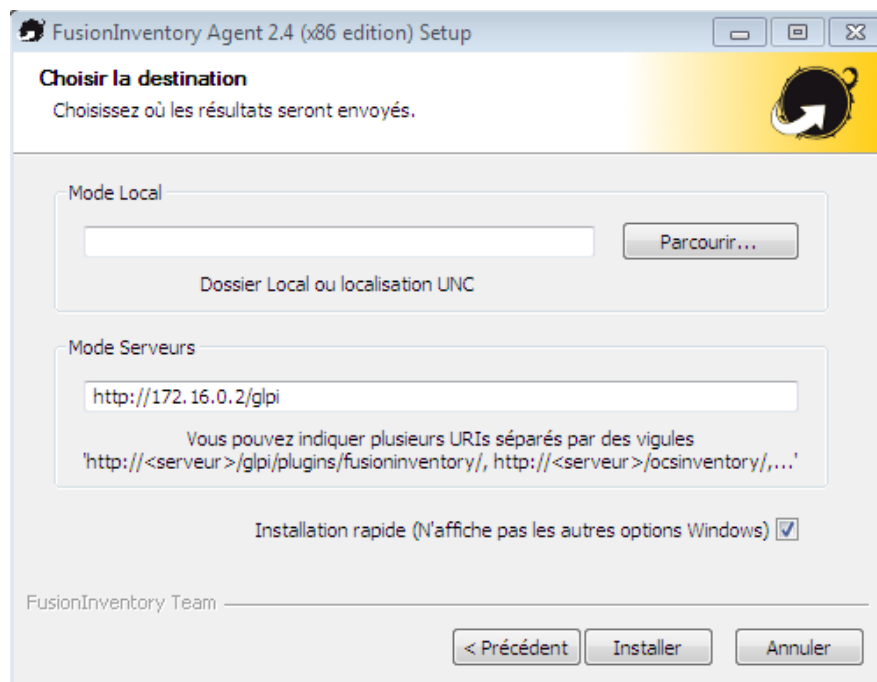 FusionInventory Agent 2.4 (x86 edition) Setup
Choisir la destination
Choisissez où les résultats seront envoyés.
Mode Local
Parcourir...
Dossier Local ou localisation UNC
Mode Serveurs
http://172.16.0.2/glpi
Vous pouvez indiquer plusieurs URIs séparés par des vigules
'http://<serveur>/glpi/plugins/fusioninventory/, http://<serveur>/ocsinventory/,...'
Installation rapide (N'affiche pas les autres options Windows)
FusionInventory Team
< Précédent
Installer
Annuler